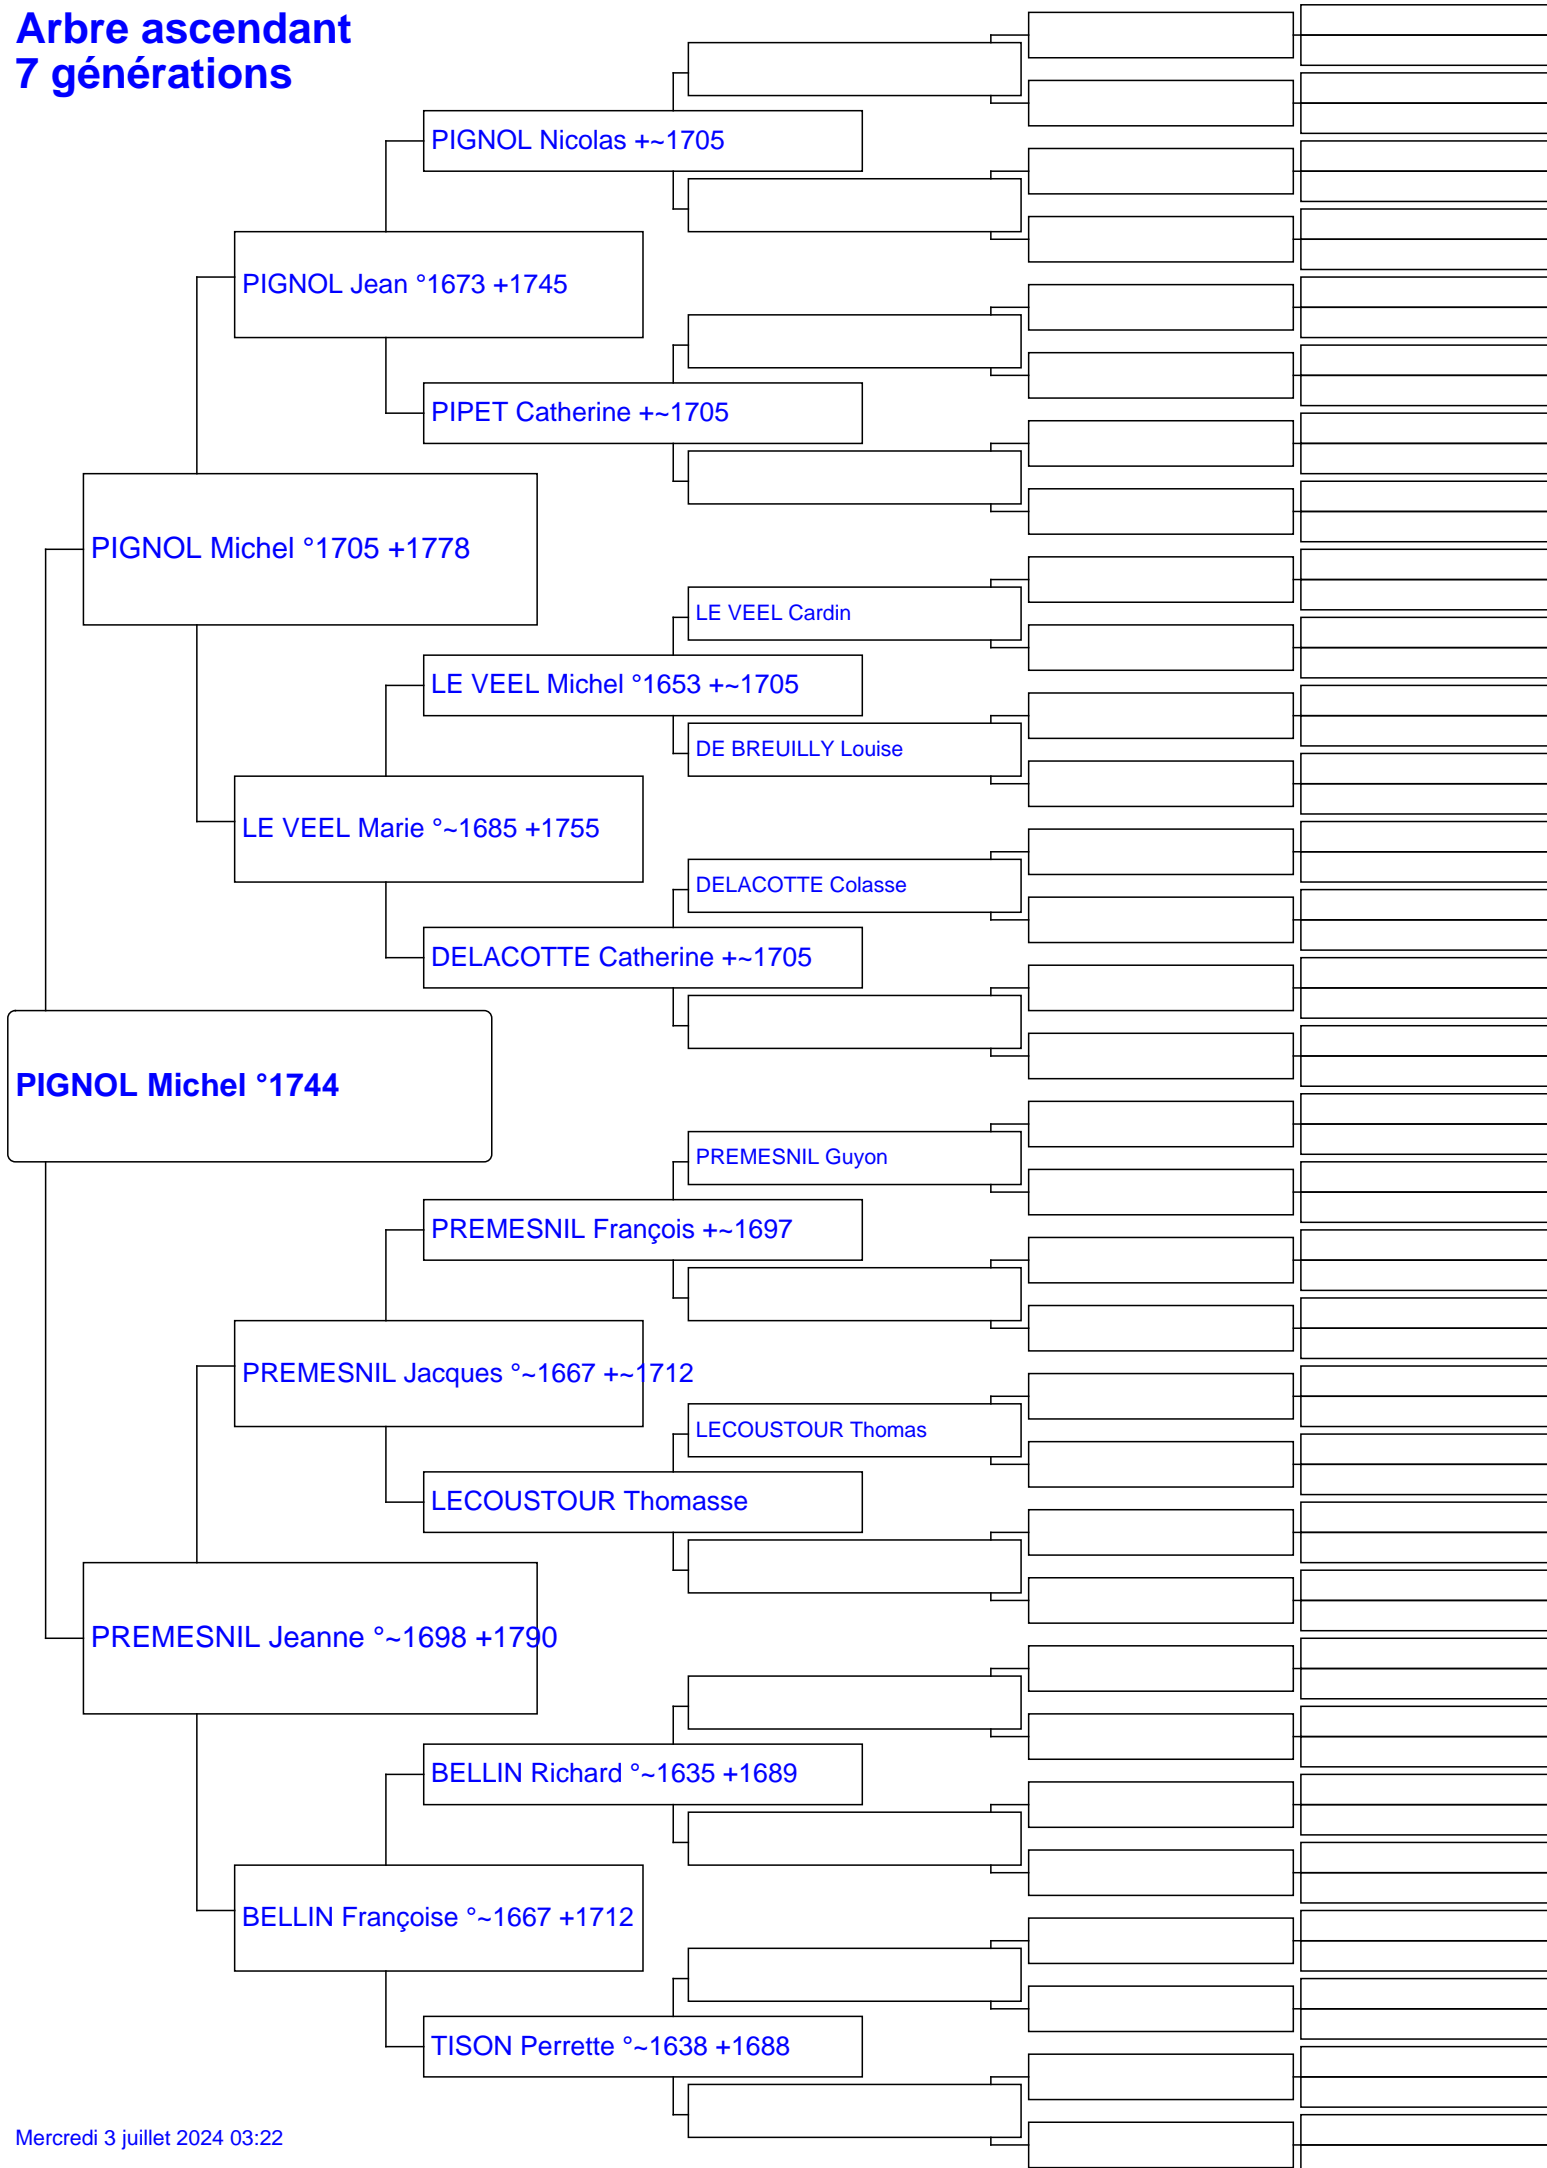 Arbre ascendant
7 générations
PIGNOL Nicolas +~1705
PIGNOL Jean °1673 +1745
PIPET Catherine +~1705
PIGNOL Michel °1705 +1778
LE VEEL Cardin
LE VEEL Michel °1653 +~1705
DE BREUILLY Louise
LE VEEL Marie °~1685 +1755
DELACOTTE Colasse
DELACOTTE Catherine +~1705
PIGNOL Michel °1744
PREMESNIL Guyon
PREMESNIL François +~1697
PREMESNIL Jacques °~1667 +~1712
LECOUSTOUR Thomas
LECOUSTOUR Thomasse
PREMESNIL Jeanne °~1698 +1790
BELLIN Richard °~1635 +1689
BELLIN Françoise °~1667 +1712
TISON Perrette °~1638 +1688
Mercredi 3 juillet 2024 03:22